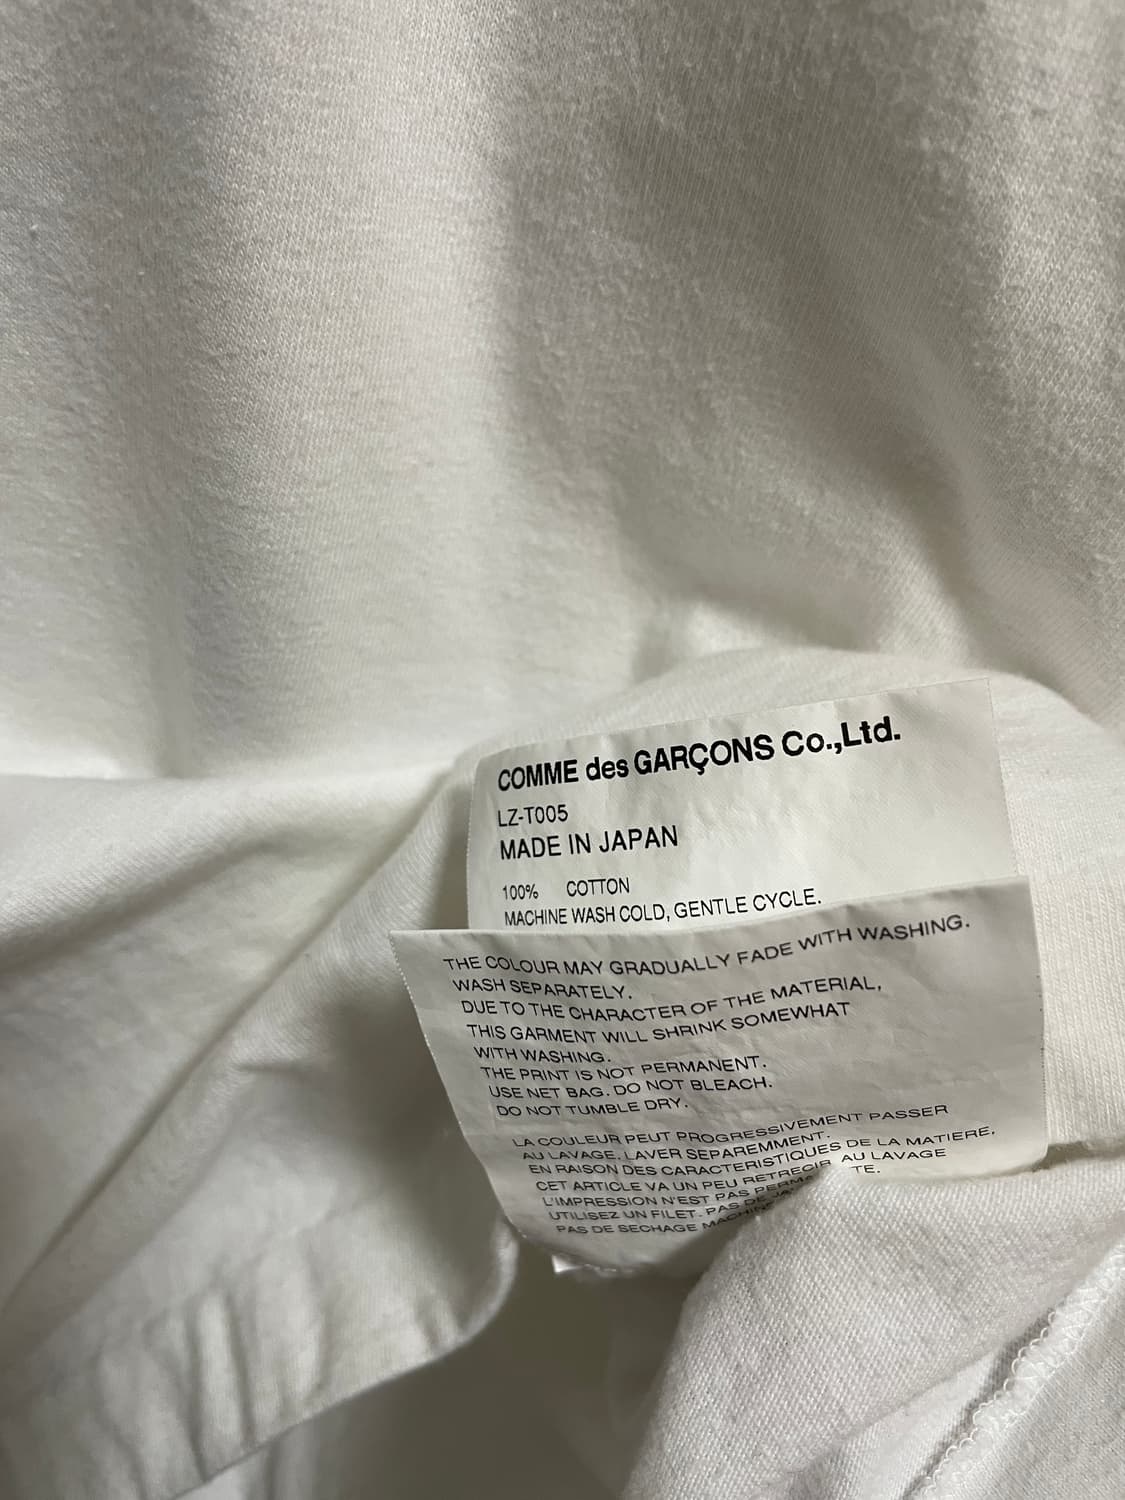 COMME des GARÇONS Co.,Ltd.
LZ-T005
MADE IN JAPAN
100% COTTON
MACHINE WASH COLD, GENTLE CYCLE.
THE COLOUR MAY GRADUALLY FADE WITH WASHING.
WASH SEPARATELY.
DUE TO THE CHARACTER OF THE MATERIAL,
THIS GARMENT WILL SHRINK SOMEWHAT
WITH WASHING.
THE PRINT IS NOT PERMANENT.
USE NET BAG. DO NOT BLEACH.
DO NOT TUMBLE DRY.
LA COULEUR PEUT PROGRESSIVEMENT PASSER
AU LAVAGE. LAVER SEPAREMMENT.
EN RAISON DES CARACTERISTIQUES DE LA MATIERE,
CET ARTICLE VA UN PEU RETRECIR AU LAVAGE
L'IMPRESSION N'EST PAS
UTILISEZ UN FILET. PAS DE
PAS DE SECHAGE MACHINE